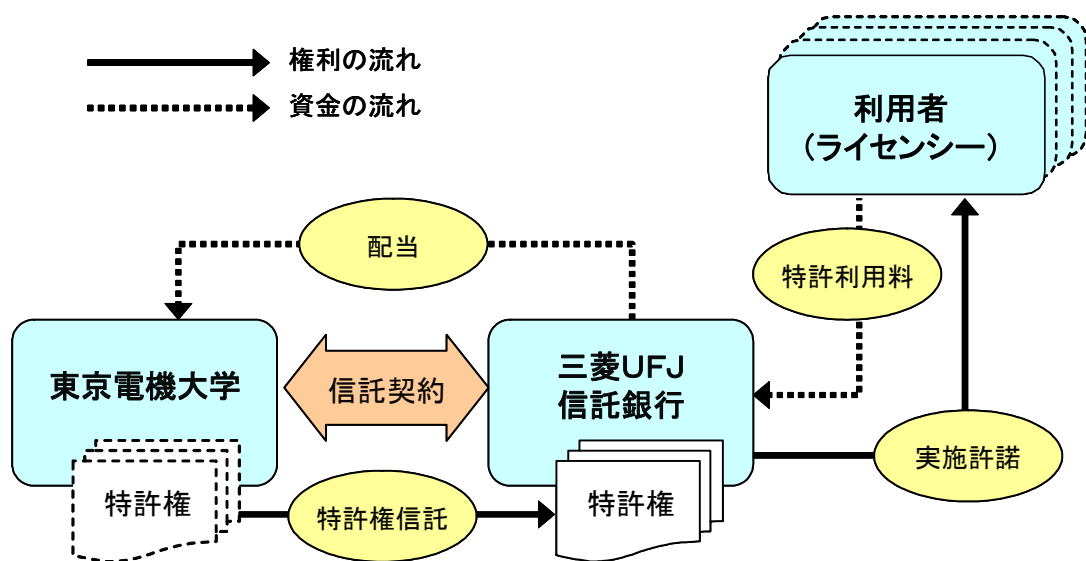 権利の流れ
資金の流れ
利用者
(ライセンシー)
配当
特許利用料
東京電機大学
信託契約
三菱UFJ
信託銀行
実施許諾
特許権
特許権信託
特許権